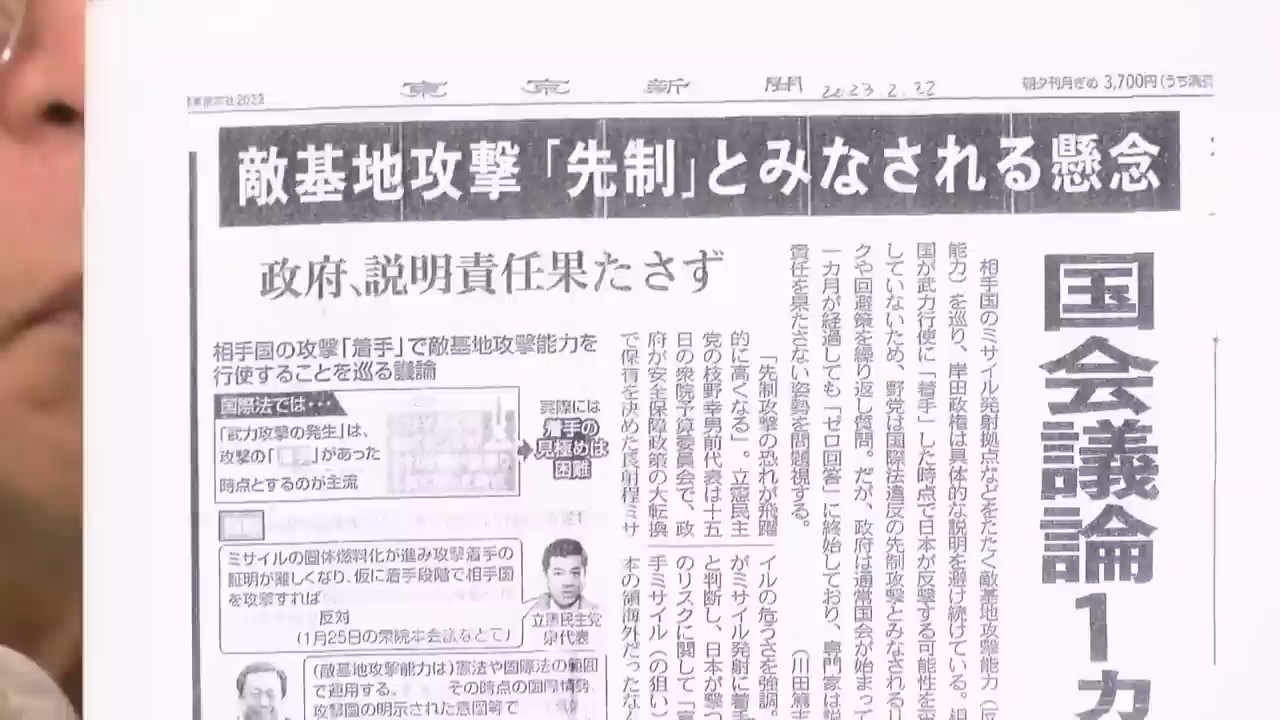 東京新聞
2023.2.22
朝夕刊月ぎめ 3,700円(うち消
敵基地攻撃「先制」とみなされる懸念
国会議論1カ
政府、説明責任果たさず
相手国のミサイル発射拠点などをたたく敵基地攻撃能力(反
能力)を巡り、岸田政権は具体的な説明を避け続けている。相
国が武力行使に「着手」した時点で日本が反撃する可能性を否
していないため、野党は国際法違反の先制攻撃とみなされるリ
クや回避策を繰り返し質問。だが、政府は通常国会が始まって
一カ月が経過しても「ゼロ回答」に終始しており、専門家は説
責任を果たさない姿勢を問題視する。
(川田篤志
「先制攻撃の恐れが飛躍
的に高くなる」。立憲民主
党の枝野幸男前代表は十五
日の衆院予算委員会で、政
府が安全保障政策の大転換
で保有を決めた長射程ミサ
イルの危うさを強調。
がミサイル発射に着手
と判断し、日本が撃つ
のリスクに関して「
手ミサイル(の狙い)
本の領海外だったなん
相手国の攻撃「着手」で敵基地攻撃能力を
行使することを巡る議論
国際法では・・・
「武力攻撃の発生」は、
攻撃の「 」があった
時点とするのが主流
実際には
着手の
見極めは
困難
ミサイルの固体燃料化が進み攻撃着手の
証明が難しくなり、仮に着手段階で相手国
を攻撃すれば
反対
(1月25日の衆院本会議などで)
立憲民主党
泉代表
(敵基地攻撃能力は)憲法や国際法の範囲
で運用する。 その時点の国際情勢、
攻撃国の明示された意図等で